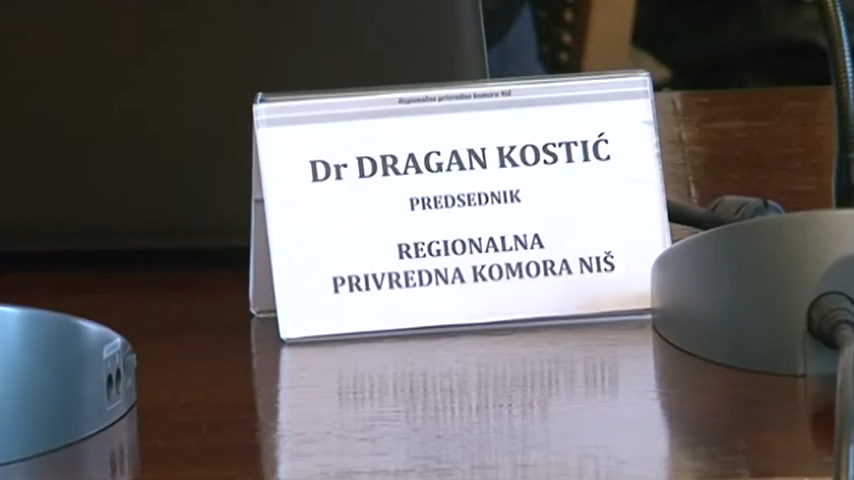 Regionalna privredna komora Niš
Dr DRAGAN KOSTIĆ
PREDSEDNIK
REGIONALNA
PRIVREDNA KOMORA NIŠ